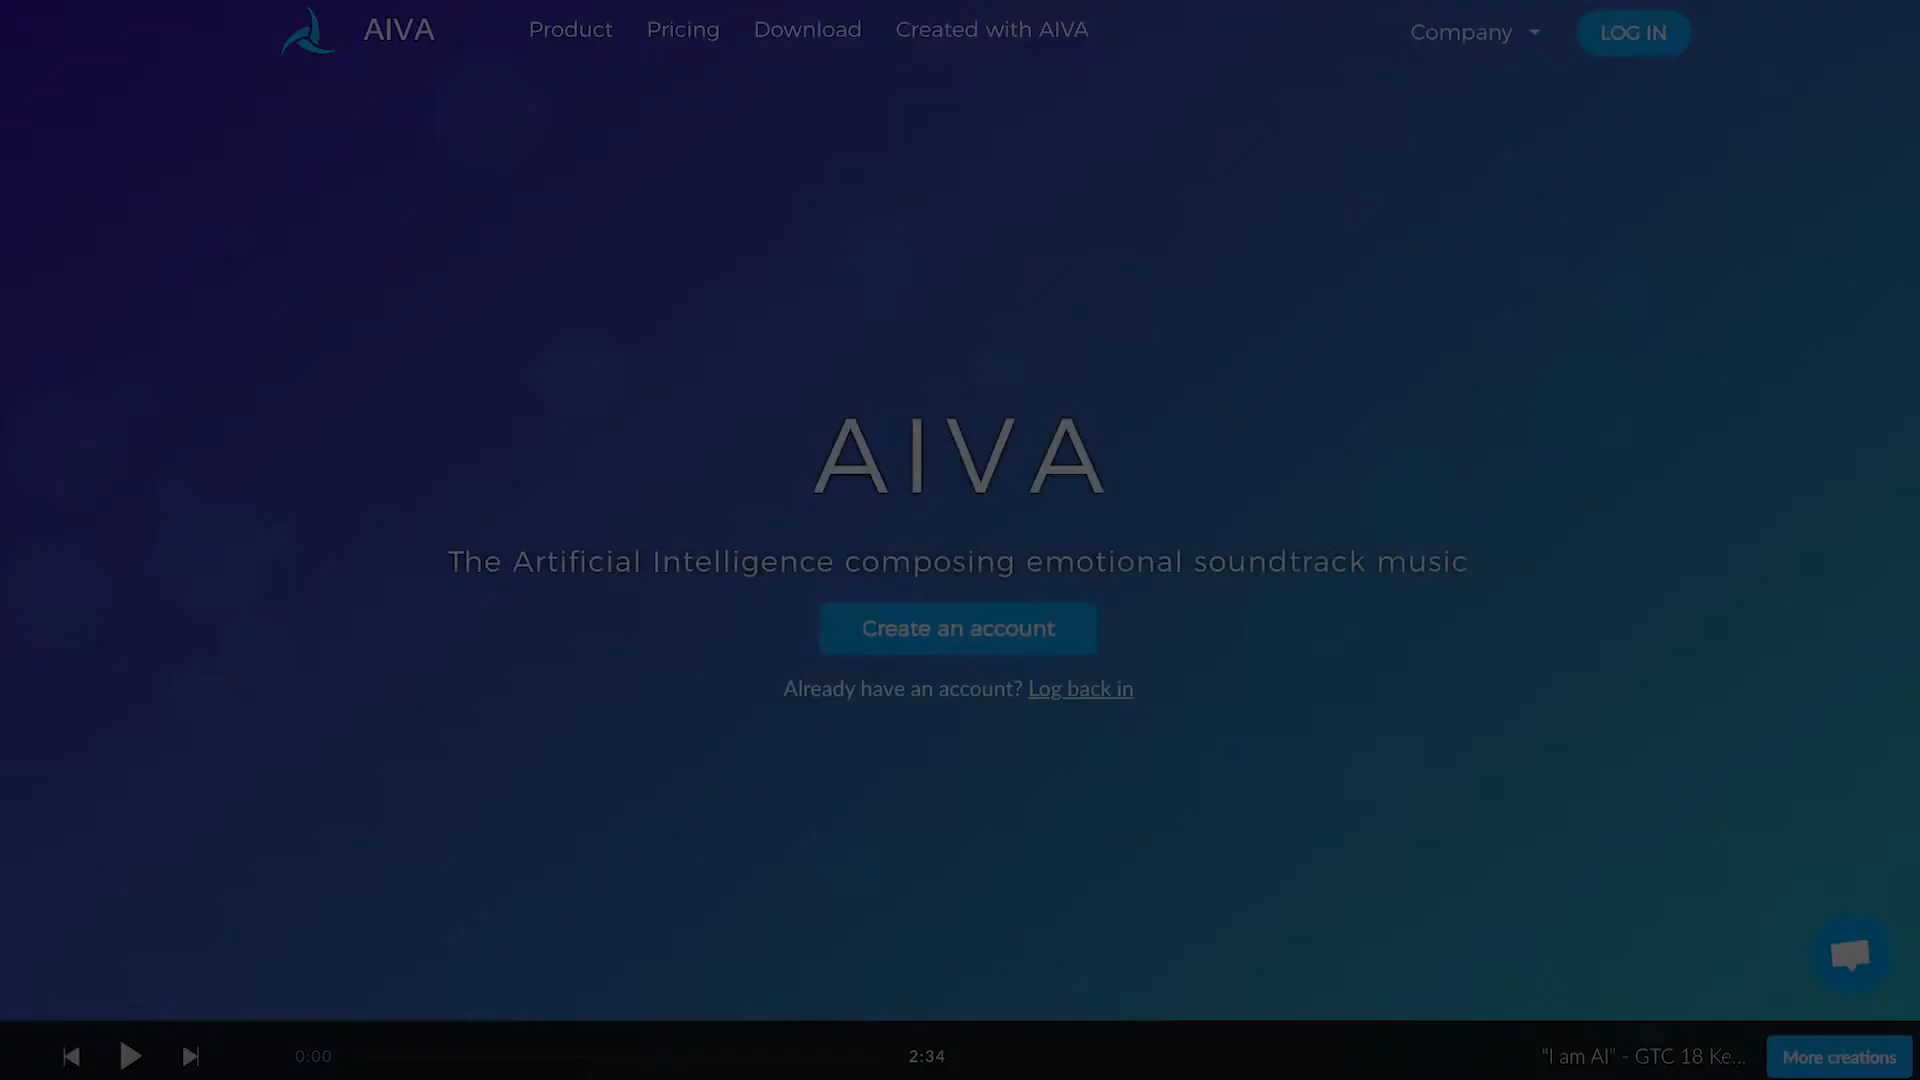 AIVA
Product
Pricing
Download
Created with AIVA
Company
LOG IN
AIVA
The Artificial Intelligence composing emotional soundtrack music
Create an account
Already have an account? Log back in
0:00
2:34
"I am AI" - GTC 18 Ke...
More creations